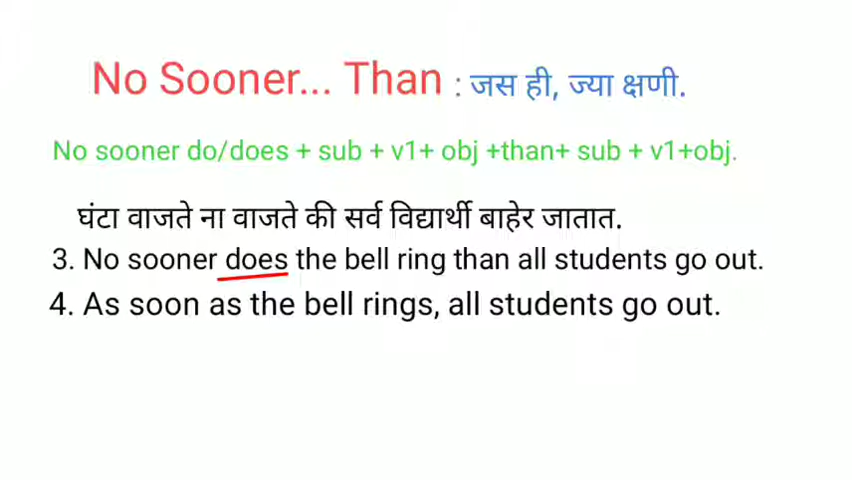 No Sooner... Than : जस ही, ज्या क्षणी.
No sooner do/does + sub + v1+ obj +than+ sub + v1+obj.
घंटा वाजते ना वाजते की सर्व विद्यार्थी बाहेर जातात.
3. No sooner does the bell ring than all students go out.
4. As soon as the bell rings, all students go out.